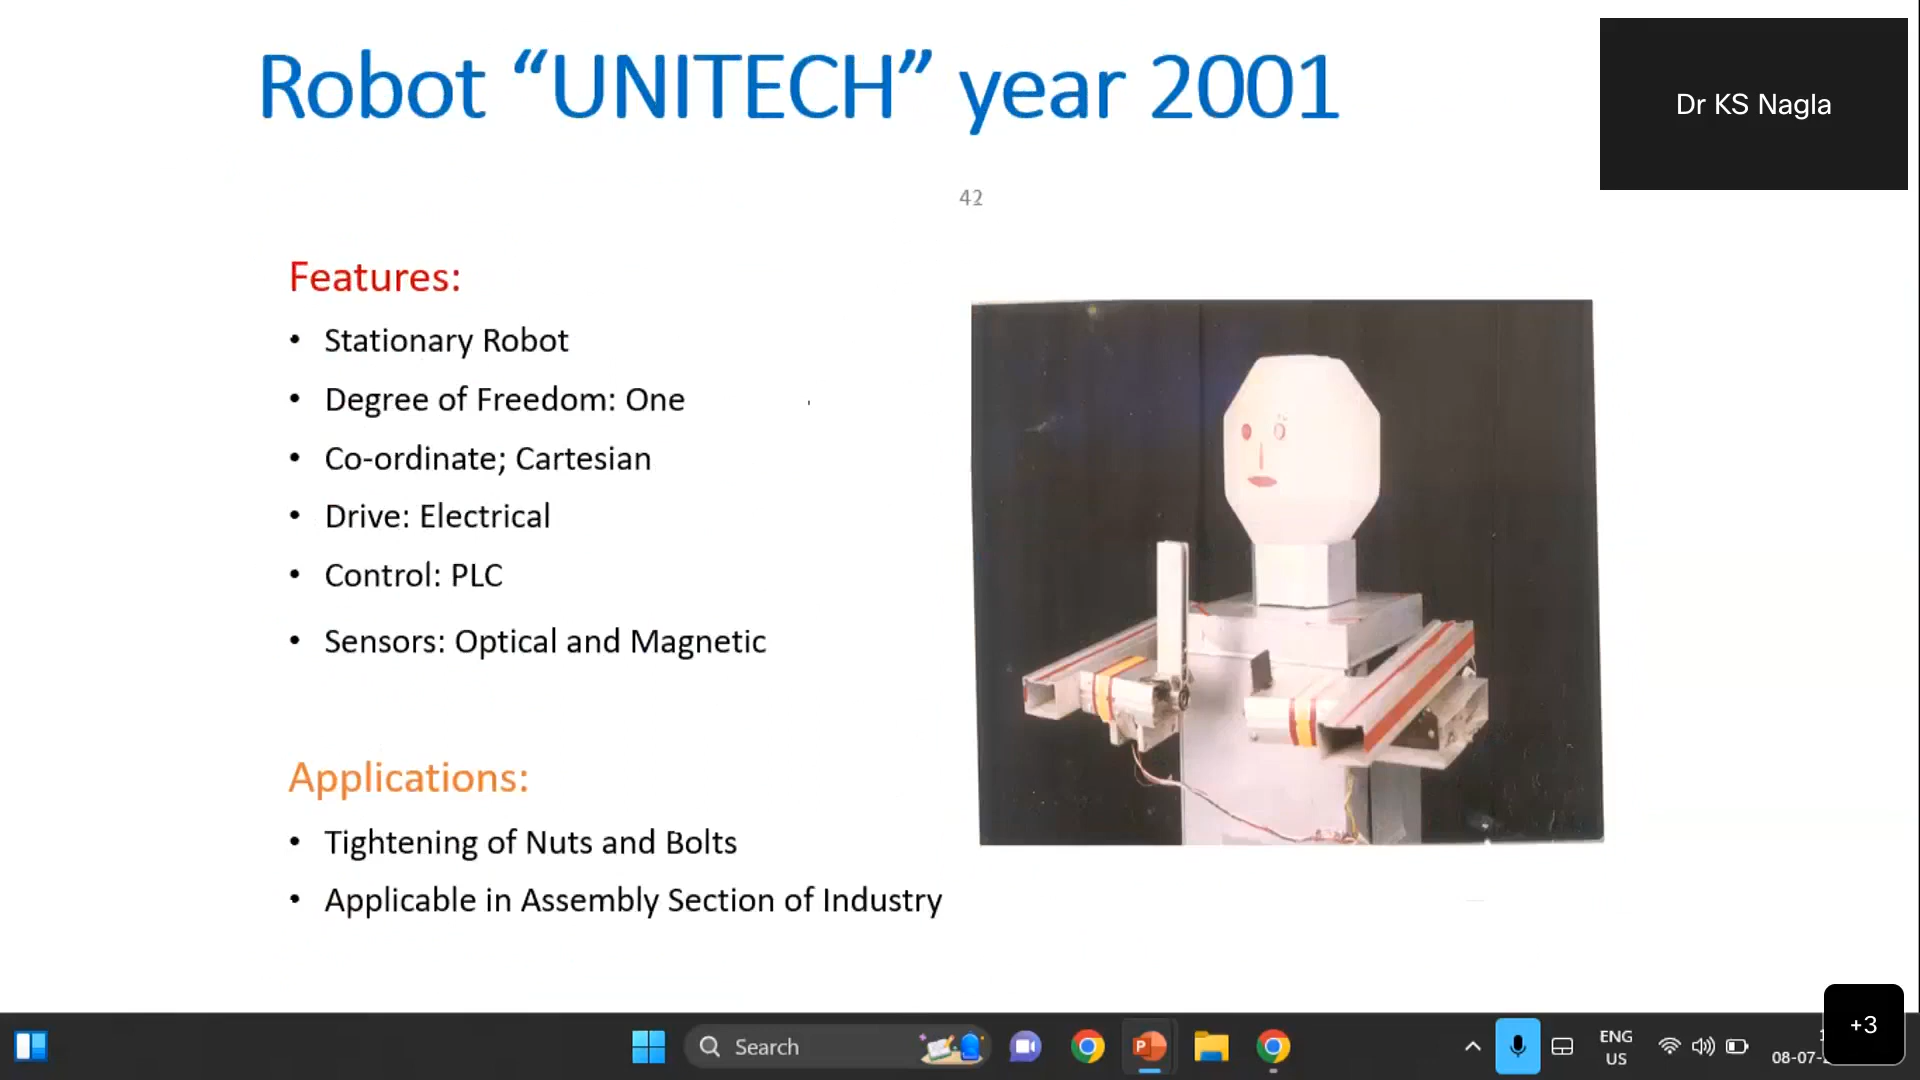 Robot “UNITECH” year 2001
Dr KS Nagla
42
Features:
• Stationary Robot
• Degree of Freedom: One
• Co-ordinate; Cartesian
• Drive: Electrical
• Control: PLC
• Sensors: Optical and Magnetic
Applications:
• Tightening of Nuts and Bolts
• Applicable in Assembly Section of Industry
Search
ENG
US
08-07-
+3